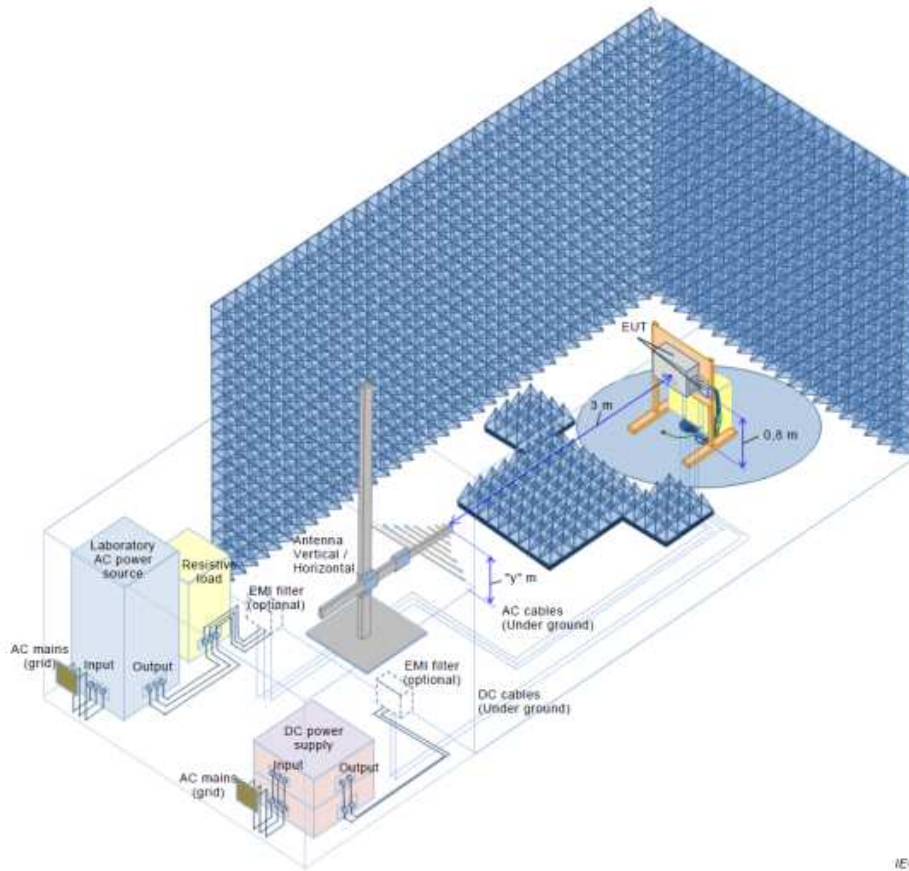 EUT
3 m
0,8 m
Laboratory
AC power
source
Resistive
load
Antenna
Vertical /
Horizontal
EMI filter
(optional)
"y" m
AC cables
(Under ground)
AC mains
(grid)
Input
Output
EMI filter
(optional)
DC cables
(Under ground)
DC power
supply
Input
Output
AC mains
(grid)